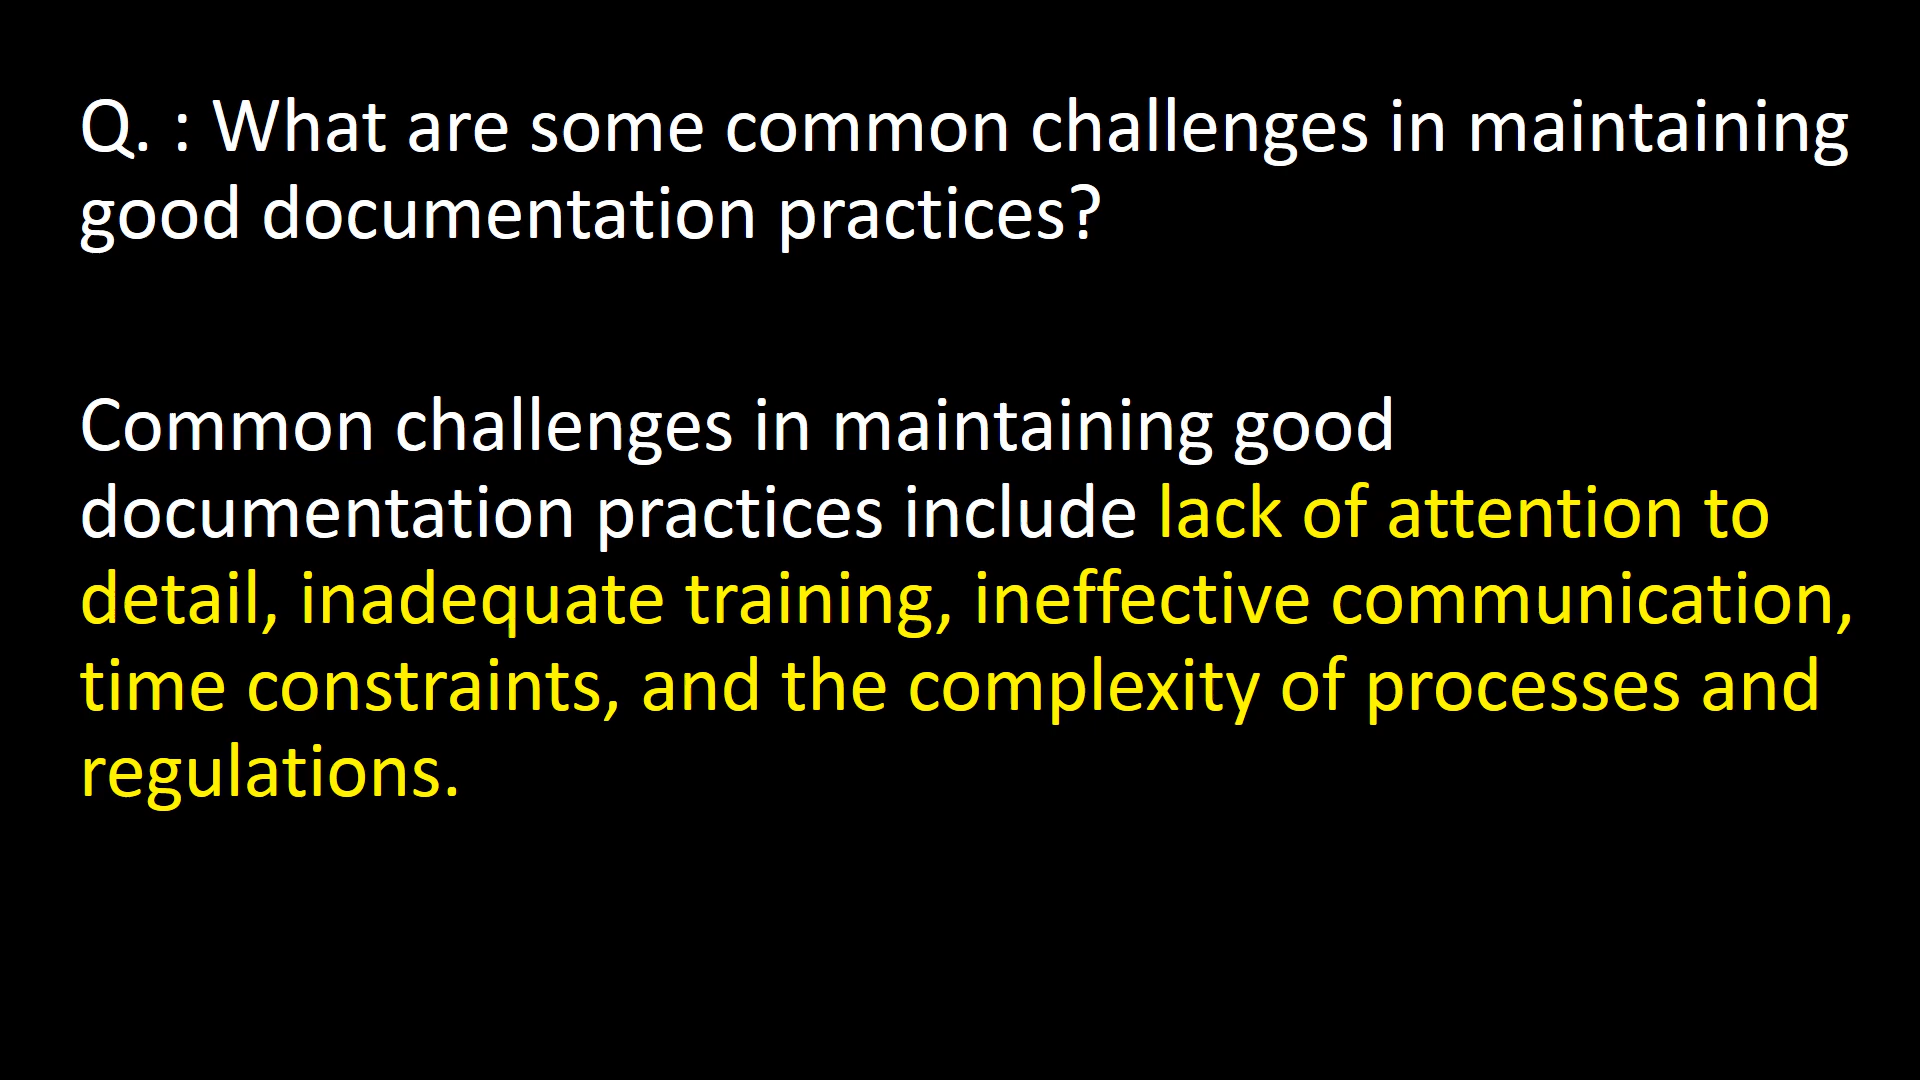 Q. : What are some common challenges in maintaining
good documentation practices?
Common challenges in maintaining good
documentation practices include lack of attention to
detail, inadequate training, ineffective communication,
time constraints, and the complexity of processes and
regulations.